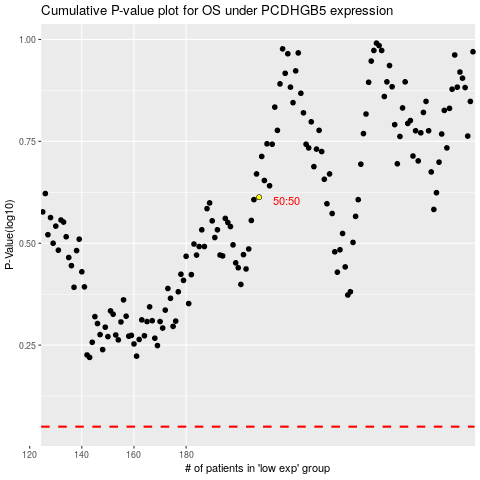 Cumulative P-value plot for OS under PCDHGB5 expression
1.00
0.75
0.50
0.25
P-Value(log10)
50:50
120 140 160 180
# of patients in 'low exp' group